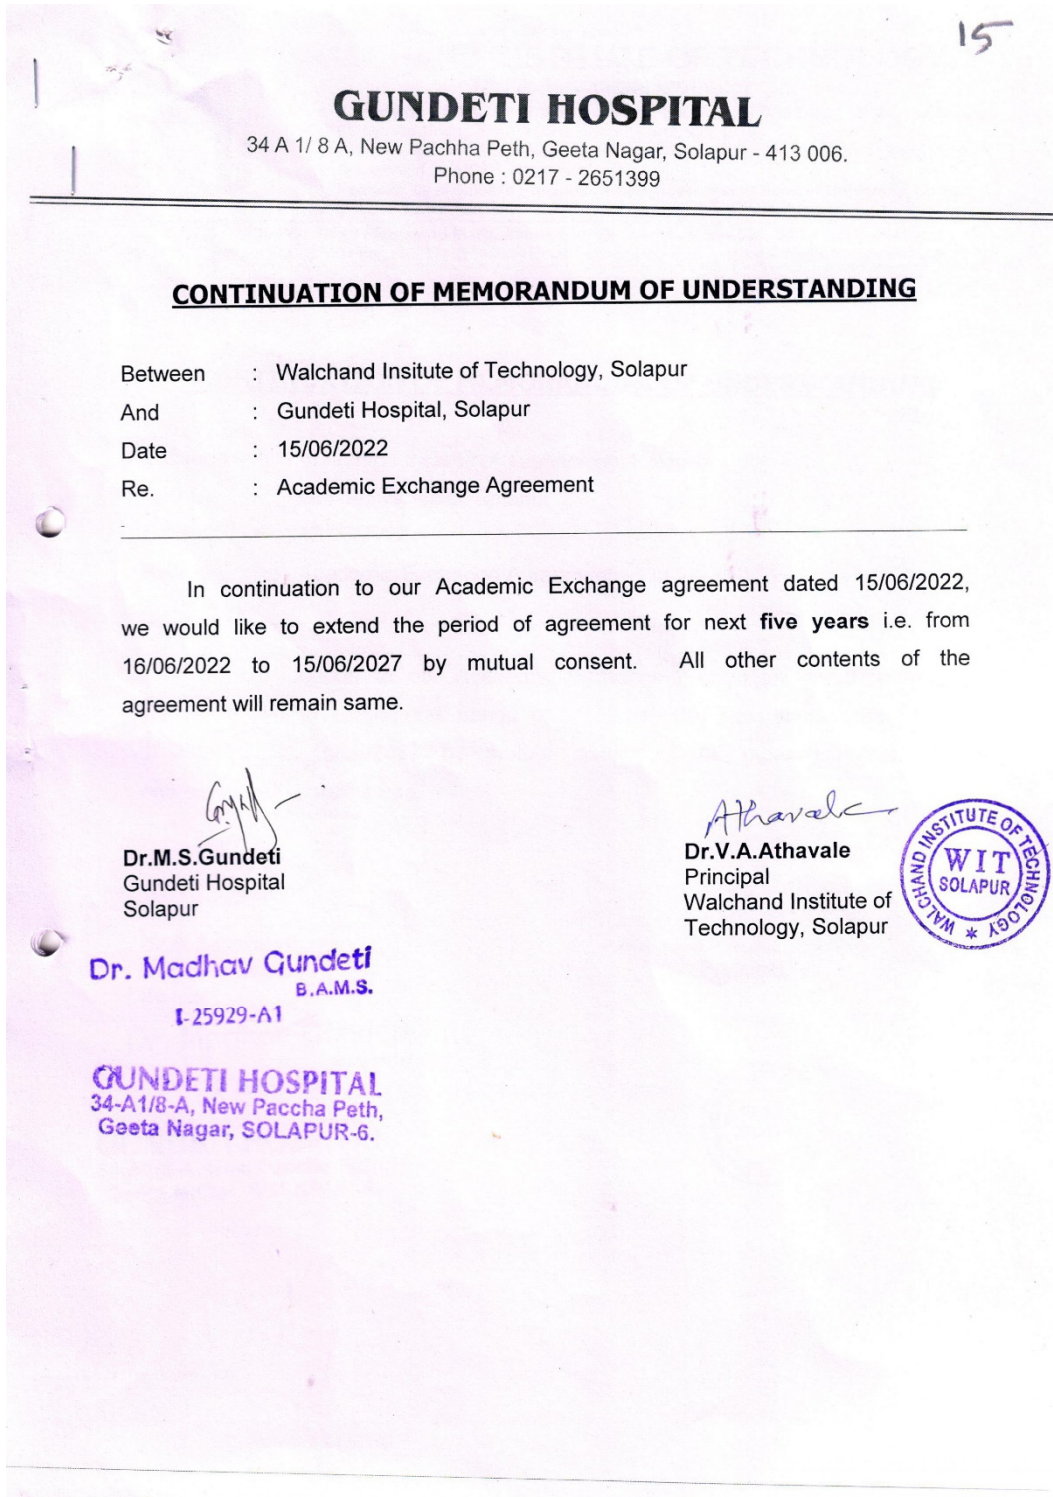 15
GUNDETI HOSPITAL
34 A 1/ 8 A, New Pachha Peth, Geeta Nagar, Solapur - 413 006.
Phone : 0217 - 2651399
CONTINUATION OF MEMORANDUM OF UNDERSTANDING
Between : Walchand Insitute of Technology, Solapur
And : Gundeti Hospital, Solapur
Date : 15/06/2022
Re. : Academic Exchange Agreement
In continuation to our Academic Exchange agreement dated 15/06/2022,
we would like to extend the period of agreement for next five years i.e. from
16/06/2022 to 15/06/2027 by mutual consent. All other contents of the
agreement will remain same.
Dr.M.S.Gundeti
Gundeti Hospital
Solapur
Athavale
Dr.V.A.Athavale
Principal
Walchand Institute of
Technology, Solapur
WALCHAND INSTITUTE OF TECHNOLOGY *
WIT
SOLAPUR
Dr. Madhav Gundeti
B.A.M.S.
I-25929-A1
GUNDETI HOSPITAL
34-A1/8-A, New Paccha Peth,
Geeta Nagar, SOLAPUR-6.